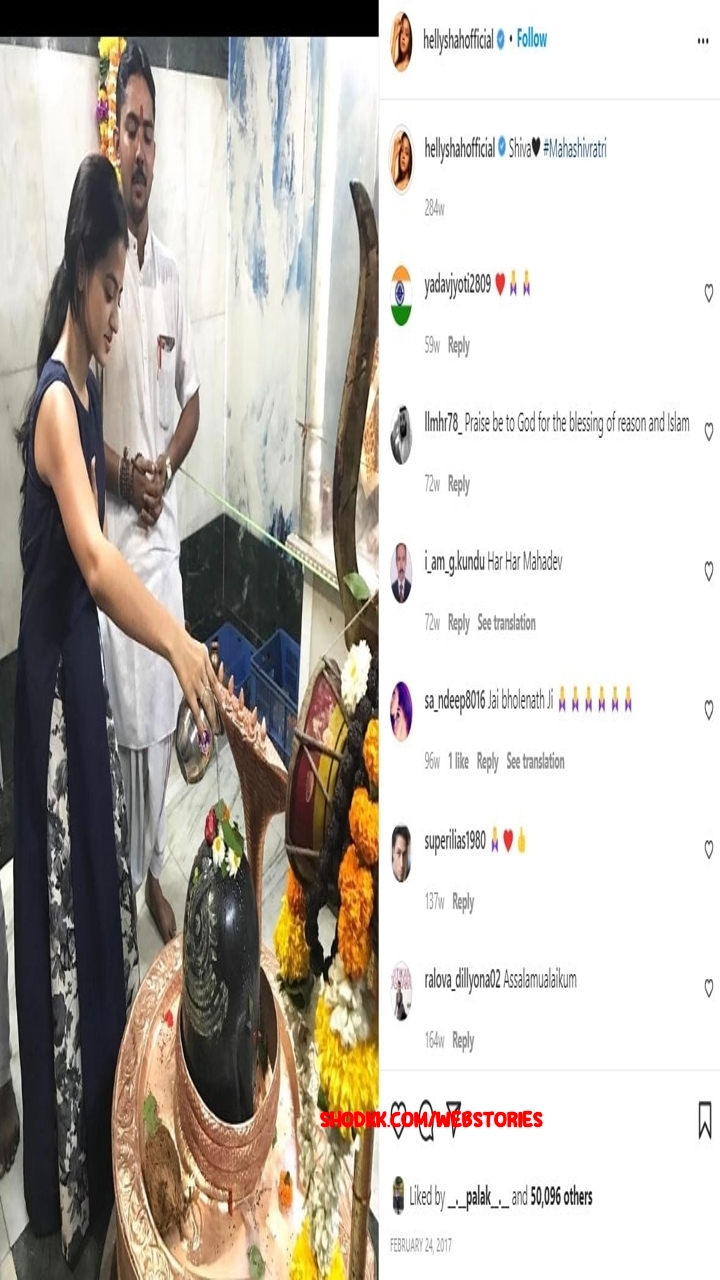 hellyshahofficial • Follow
hellyshahofficial Shiva🖤 #Mahashivratri
284w
yadavjyoti2809 ❤️🙏🙏
59w Reply
llmhr78_ Praise be to God for the blessing of reason and Islam
72w Reply
i_am_g.kundu Har Har Mahadev
72w Reply See translation
sa_ndeep8016 Jai bholenath Ji 🙏🙏🙏🙏🙏🙏
96w 1 like Reply See translation
superilias1980 🙏❤️👍
137w Reply
ralova_dillyona02 Assalamualaikum
164w Reply
SHODKK.COM/WEBSTORIES
Liked by _._palak_._ and 50,096 others
FEBRUARY 24, 2017